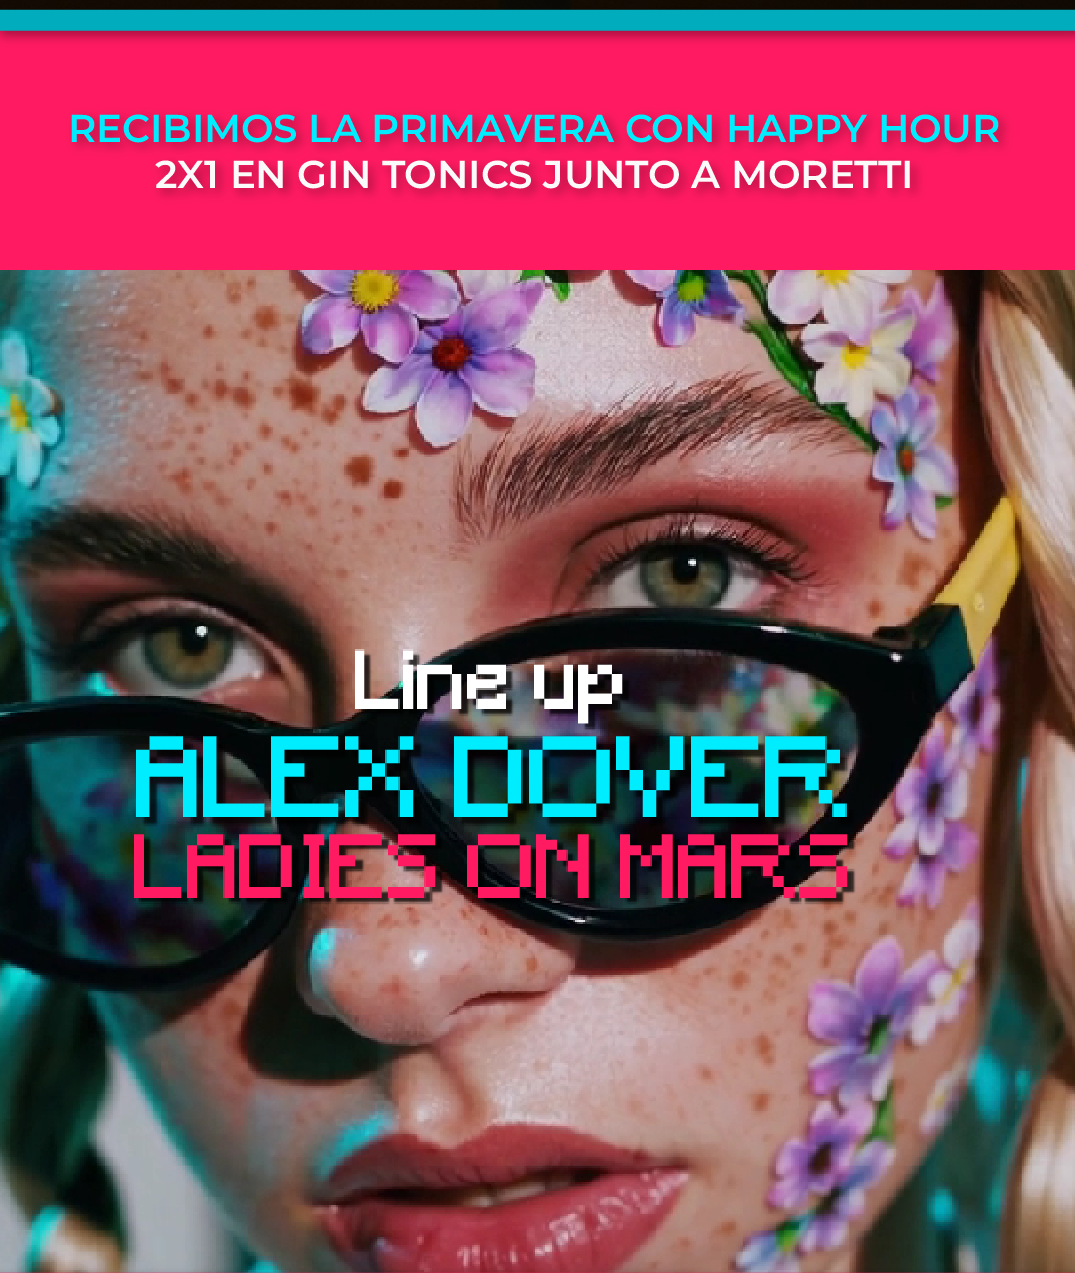 RECIBIMOS LA PRIMAVERA CON HAPPY HOUR
2X1 EN GIN TONICS JUNTO A MORETTI
Line up
ALEX DOVER
LADIES ON MARS